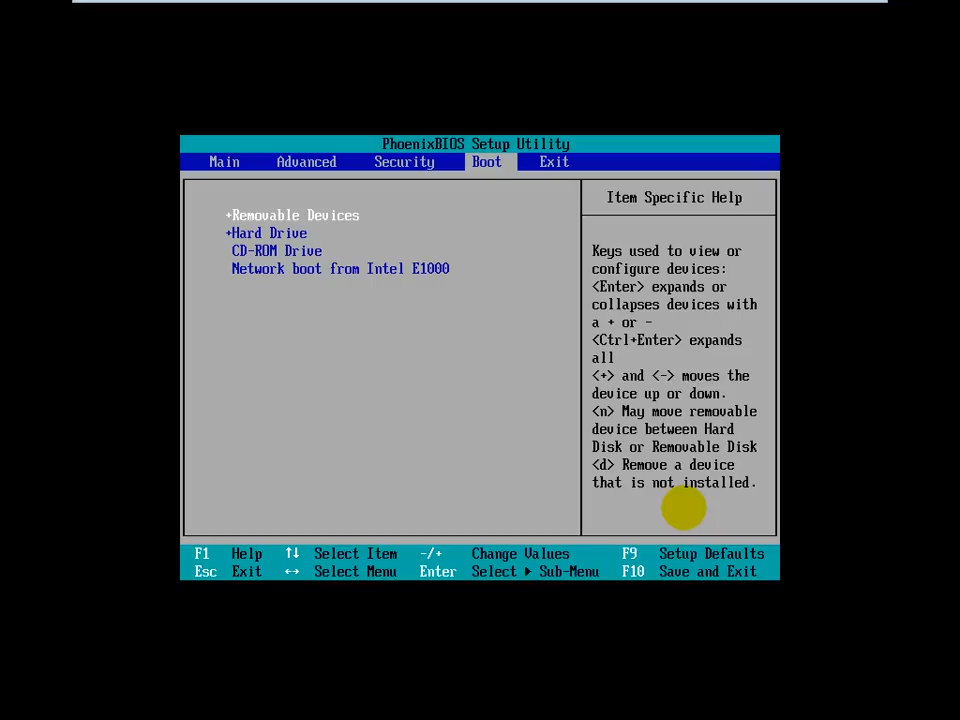 PhoenixBIOS Setup Utility
Main Advanced Security Boot Exit
+Removable Devices
+Hard Drive
CD-ROM Drive
Network boot from Intel E1000
Item Specific Help
Keys used to view or
configure devices:
<Enter> expands or
collapses devices with
a + or -
<Ctrl+Enter> expands
all
<+> and <-> moves the
device up or down.
<n> May move removable
device between Hard
Disk or Removable Disk
<d> Remove a device
that is not installed.
F1 Help ↑↓ Select Item -/+ Change Values F9 Setup Defaults
Esc Exit ↔ Select Menu Enter Select ▶ Sub-Menu F10 Save and Exit